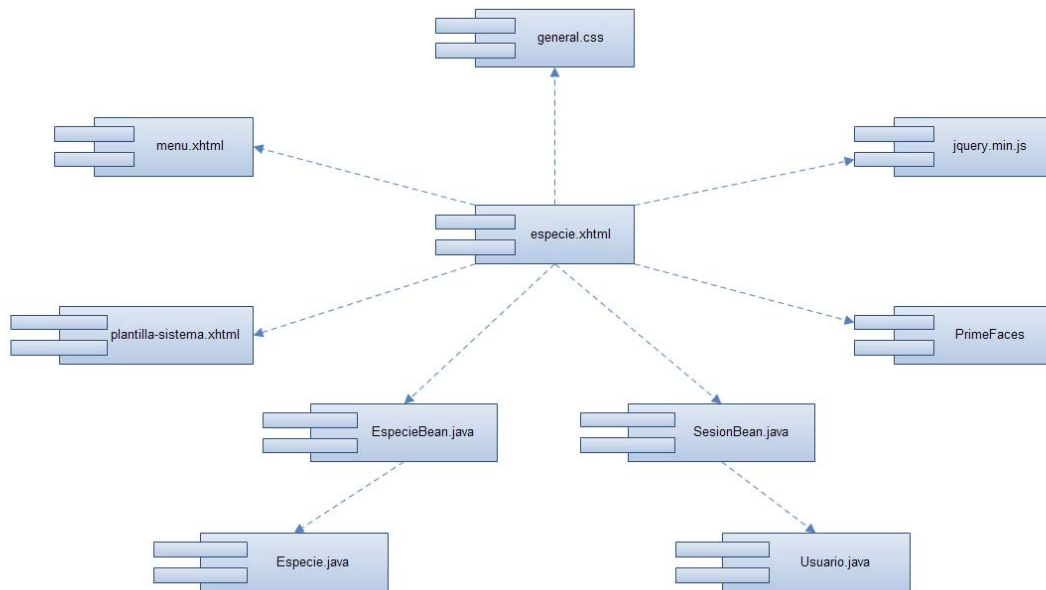 general.css
menu.xhtml
jquery.min.js
especie.xhtml
plantilla-sistema.xhtml
PrimeFaces
EspecieBean.java
SesionBean.java
Especie.java
Usuario.java